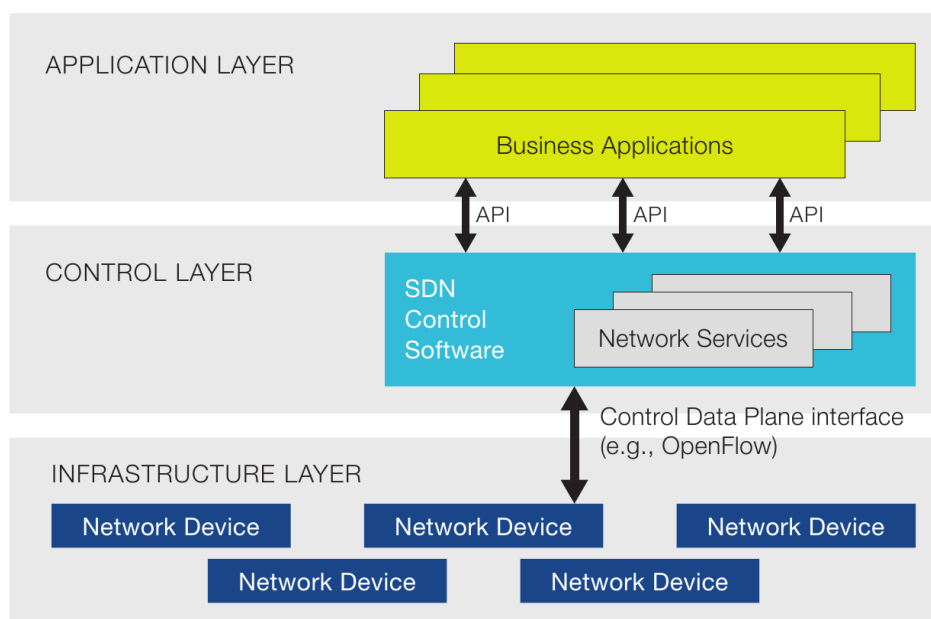 APPLICATION LAYER
Business Applications
API
API
API
CONTROL LAYER
SDN
Control
Software
Network Services
Control Data Plane interface
(e.g., OpenFlow)
INFRASTRUCTURE LAYER
Network Device
Network Device
Network Device
Network Device
Network Device